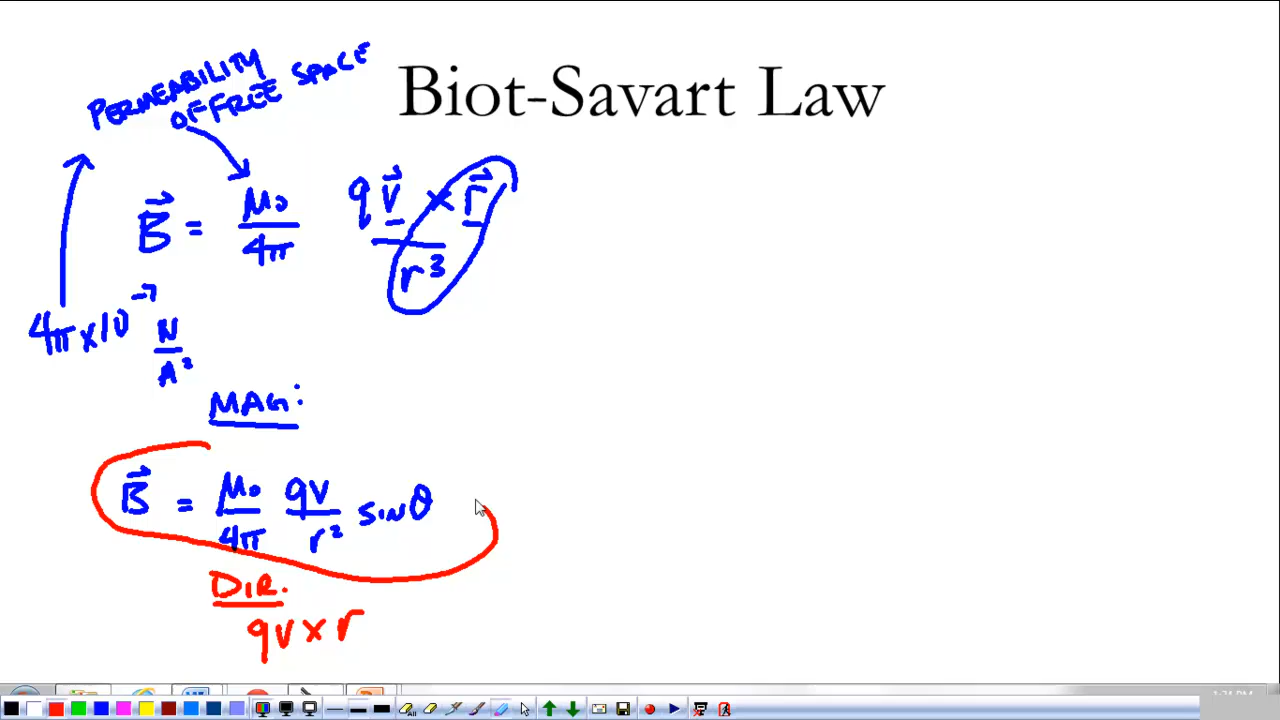 Biot-Savart Law
PERMEABILITY
OF FREE SPACE
B⃗ = μ₀/4π qv⃗ × r⃗/r³
4π×10⁻⁷ N/A²
MAG:
B⃗ = μ₀/4π qv/r² SINθ
DIR.
qv × r